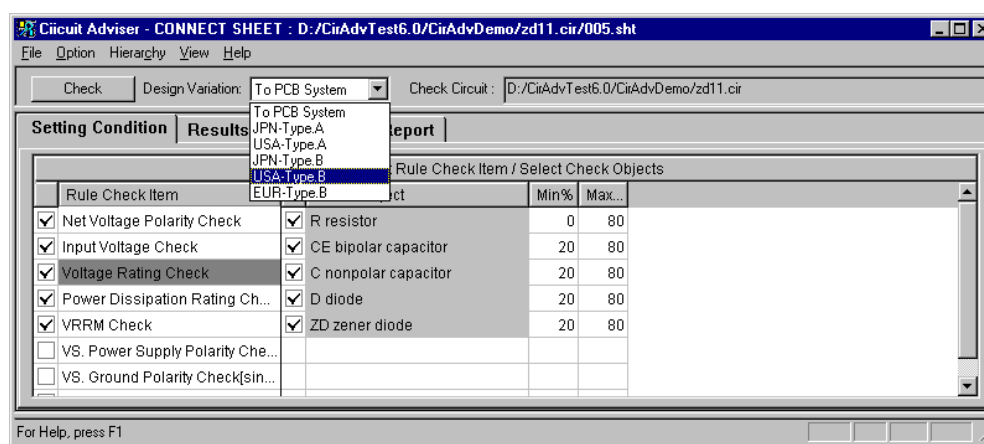 Ciicuit Adviser - CONNECT SHEET : D:/CirAdvTest6.0/CirAdvDemo/zd11.cir/005.sht
File Option Hierarchy View Help
Check Design Variation: To PCB System Check Circuit : D:/CirAdvTest6.0/CirAdvDemo/zd11.cir
To PCB System
JPN-Type.A
USA-Type.A
JPN-Type.B
USA-Type.B
EUR-Type.B
Setting Condition Results eport
Rule Check Item / Select Check Objects
Rule Check Item ect Min% Max...
Net Voltage Polarity Check R resistor 0 80
Input Voltage Check CE bipolar capacitor 20 80
Voltage Rating Check C nonpolar capacitor 20 80
Power Dissipation Rating Ch... D diode 20 80
VRRM Check ZD zener diode 20 80
VS. Power Supply Polarity Che...
VS. Ground Polarity Check[sin...
For Help, press F1